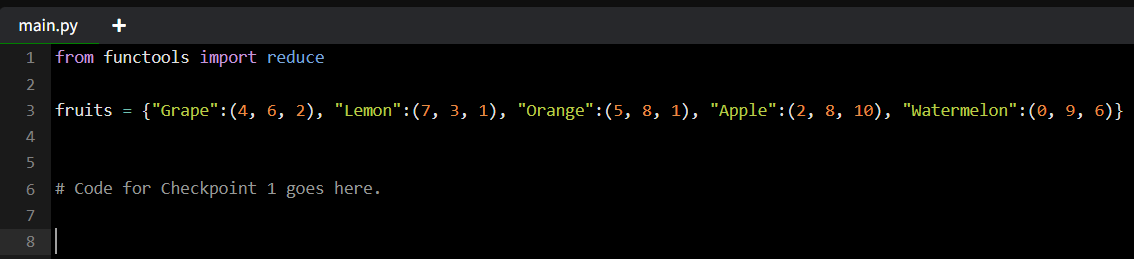 main.py +
1 from functools import reduce
2
3 fruits = {"Grape":(4, 6, 2), "Lemon":(7, 3, 1), "Orange":(5, 8, 1), "Apple":(2, 8, 10), "Watermelon":(0, 9, 6)}
4
5
6 # Code for Checkpoint 1 goes here.
7
8